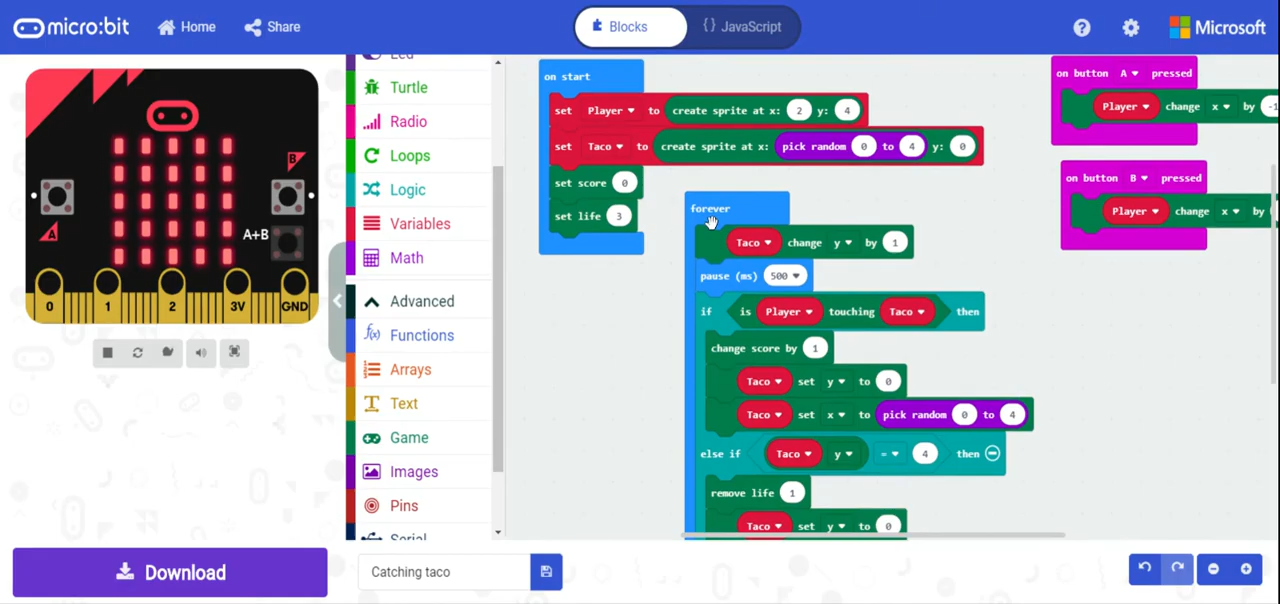 micro:bit Home Share Blocks {} JavaScript ? Microsoft
B
A
A+B
0 1 2 3V GND
Download
Led
Turtle
Radio
Loops
Logic
Variables
Math
Advanced
f(x) Functions
Arrays
Text
Game
Images
Pins
Serial
Catching taco
on start
set Player to create sprite at x: 2 y: 4
set Taco to create sprite at x: pick random 0 to 4 y: 0
set score 0
set life 3
forever
Taco change y by 1
pause (ms) 500
if is Player touching Taco then
change score by 1
Taco set y to 0
Taco set x to pick random 0 to 4
else if Taco y = 4 then
remove life 1
Taco set y to 0
on button A pressed
Player change x by -1
on button B pressed
Player change x by